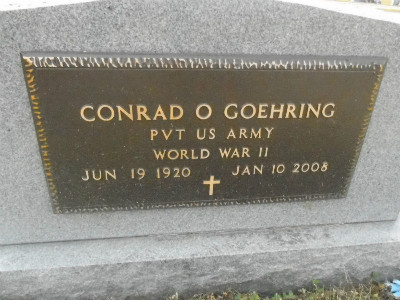 CONRAD O GOEHRING
PVT US ARMY
WORLD WAR II
JUN 19 1920 JAN 10 2008